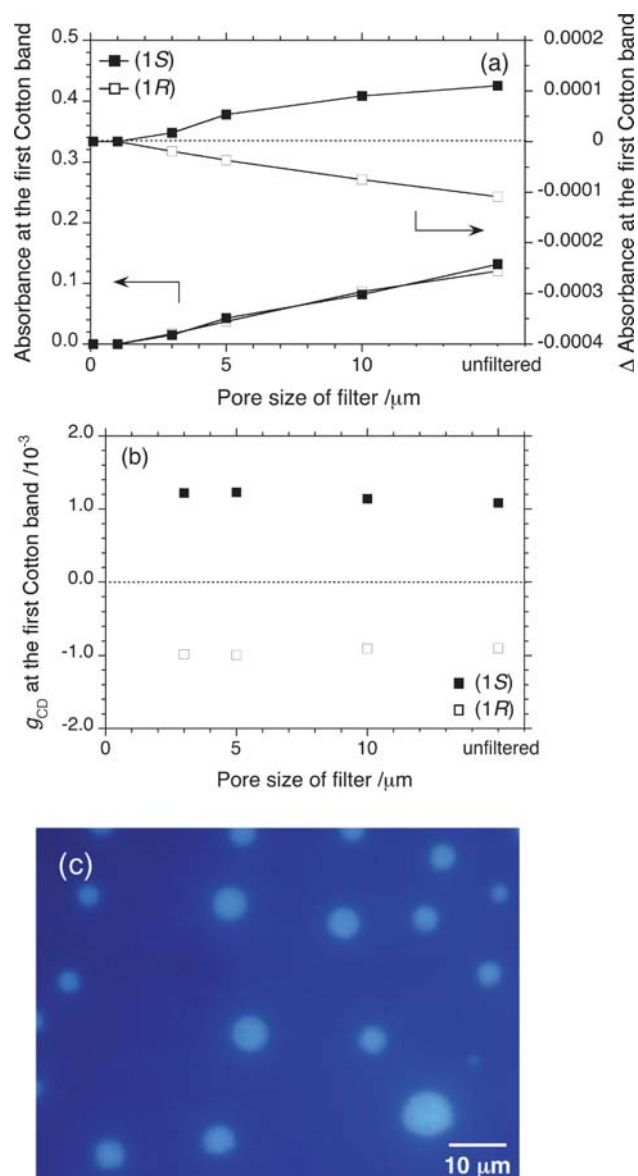 Absorbance at the first Cotton band
Δ Absorbance at the first Cotton band
0.5
0.4
0.3
0.2
0.1
0.0
0.0002
0.0001
0
-0.0001
-0.0002
-0.0003
-0.0004
(1S)
(1R)
(a)
0 5 10 unfiltered
Pore size of filter /μm
g_CD at the first Cotton band /10⁻³
2.0
1.0
0.0
-1.0
-2.0
(b)
(1S)
(1R)
0 5 10 unfiltered
Pore size of filter /μm
(c)
10 μm